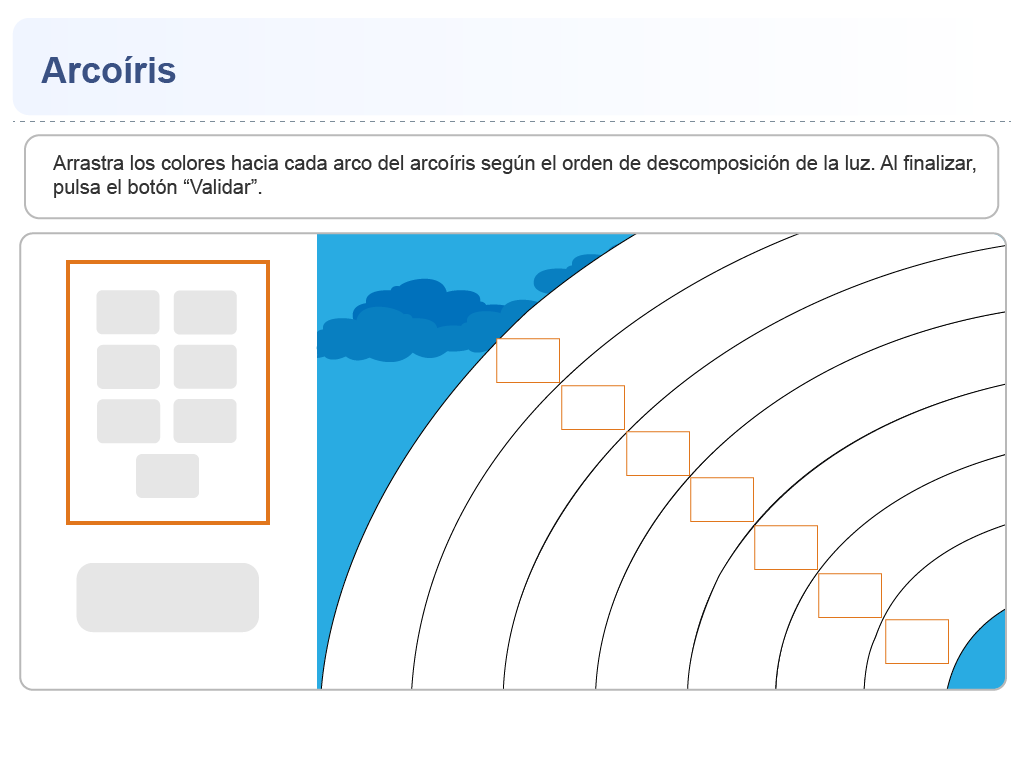 Arcoíris
Arrastra los colores hacia cada arco del arcoíris según el orden de descomposición de la luz. Al finalizar,
pulsa el botón “Validar”.